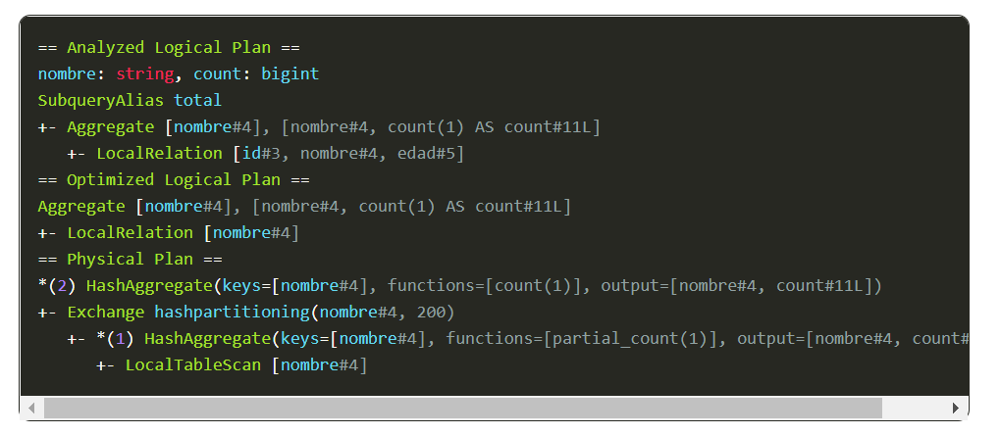 == Analyzed Logical Plan ==
nombre: string, count: bigint
SubqueryAlias total
+- Aggregate [nombre#4], [nombre#4, count(1) AS count#11L]
   +- LocalRelation [id#3, nombre#4, edad#5]
== Optimized Logical Plan ==
Aggregate [nombre#4], [nombre#4, count(1) AS count#11L]
+- LocalRelation [nombre#4]
== Physical Plan ==
*(2) HashAggregate(keys=[nombre#4], functions=[count(1)], output=[nombre#4, count#11L])
+- Exchange hashpartitioning(nombre#4, 200)
   +- *(1) HashAggregate(keys=[nombre#4], functions=[partial_count(1)], output=[nombre#4, count#
      +- LocalTableScan [nombre#4]